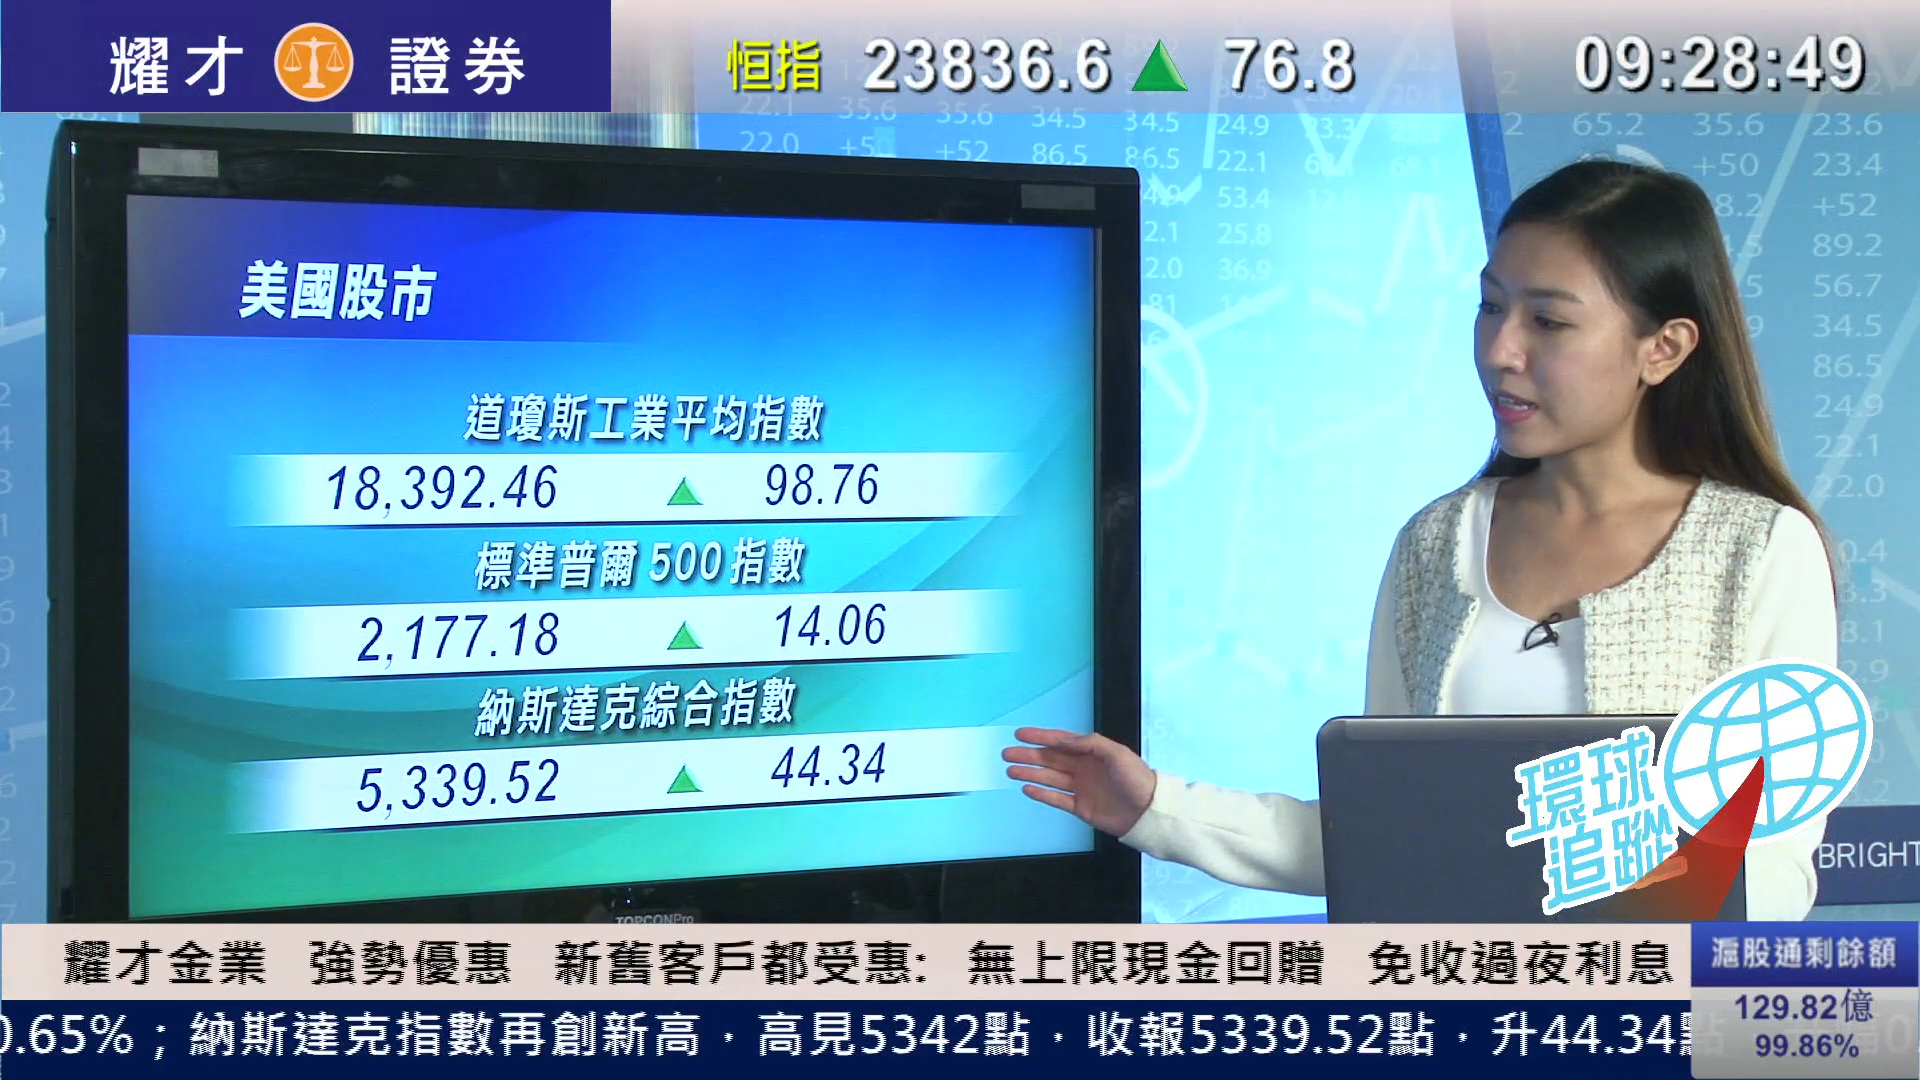 耀才 證券
恒指 23836.6 ▲ 76.8
09:28:49
美國股市
道瓊斯工業平均指數
18,392.46 ▲ 98.76
標準普爾 500 指數
2,177.18 ▲ 14.06
納斯達克綜合指數
5,339.52 ▲ 44.34
TOPCONPro
環球
追蹤
BRIGHT
耀才金業 強勢優惠 新舊客戶都受惠: 無上限現金回贈 免收過夜利息
滬股通剩餘額
129.82億
99.86%
0.65%；納斯達克指數再創新高．高見5342點．收報5339.52點．升44.34點